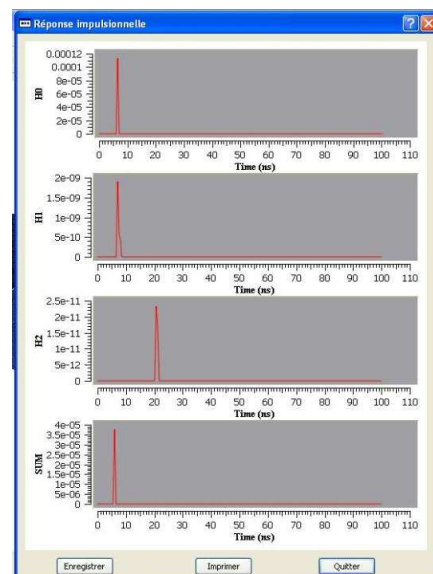 Réponse impulsionnelle
0.00012
0.0001
8e-05
6e-05
4e-05
2e-05
0
H0
0 10 20 30 40 50 60 70 80 90 100 110
Time (ns)
2e-09
1.5e-09
1e-09
5e-10
0
H1
0 10 20 30 40 50 60 70 80 90 100 110
Time (ns)
2.5e-11
2e-11
1.5e-11
1e-11
5e-12
0
H2
0 10 20 30 40 50 60 70 80 90 100 110
Time (ns)
4e-05
3.5e-05
3e-05
2.5e-05
2e-05
1.5e-05
1e-05
5e-06
0
SUM
0 10 20 30 40 50 60 70 80 90 100 110
Time (ns)
Enregistrer Imprimer Quitter